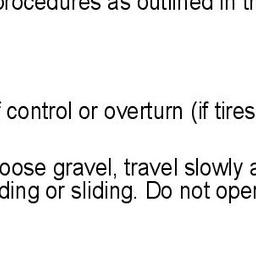 procedures as outlined in th
f control or overturn (if tires
oose gravel, travel slowly a
ding or sliding. Do not oper